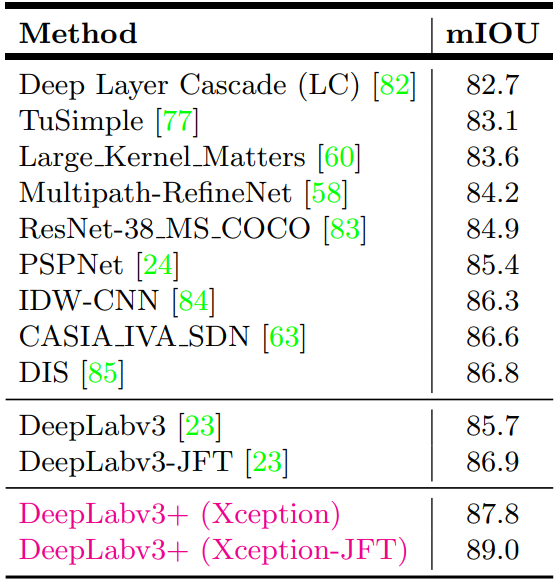 Method mIOU
Deep Layer Cascade (LC) [82] 82.7
TuSimple [77] 83.1
Large_Kernel_Matters [60] 83.6
Multipath-RefineNet [58] 84.2
ResNet-38_MS_COCO [83] 84.9
PSPNet [24] 85.4
IDW-CNN [84] 86.3
CASIA_IVA_SDN [63] 86.6
DIS [85] 86.8
DeepLabv3 [23] 85.7
DeepLabv3-JFT [23] 86.9
DeepLabv3+ (Xception) 87.8
DeepLabv3+ (Xception-JFT) 89.0